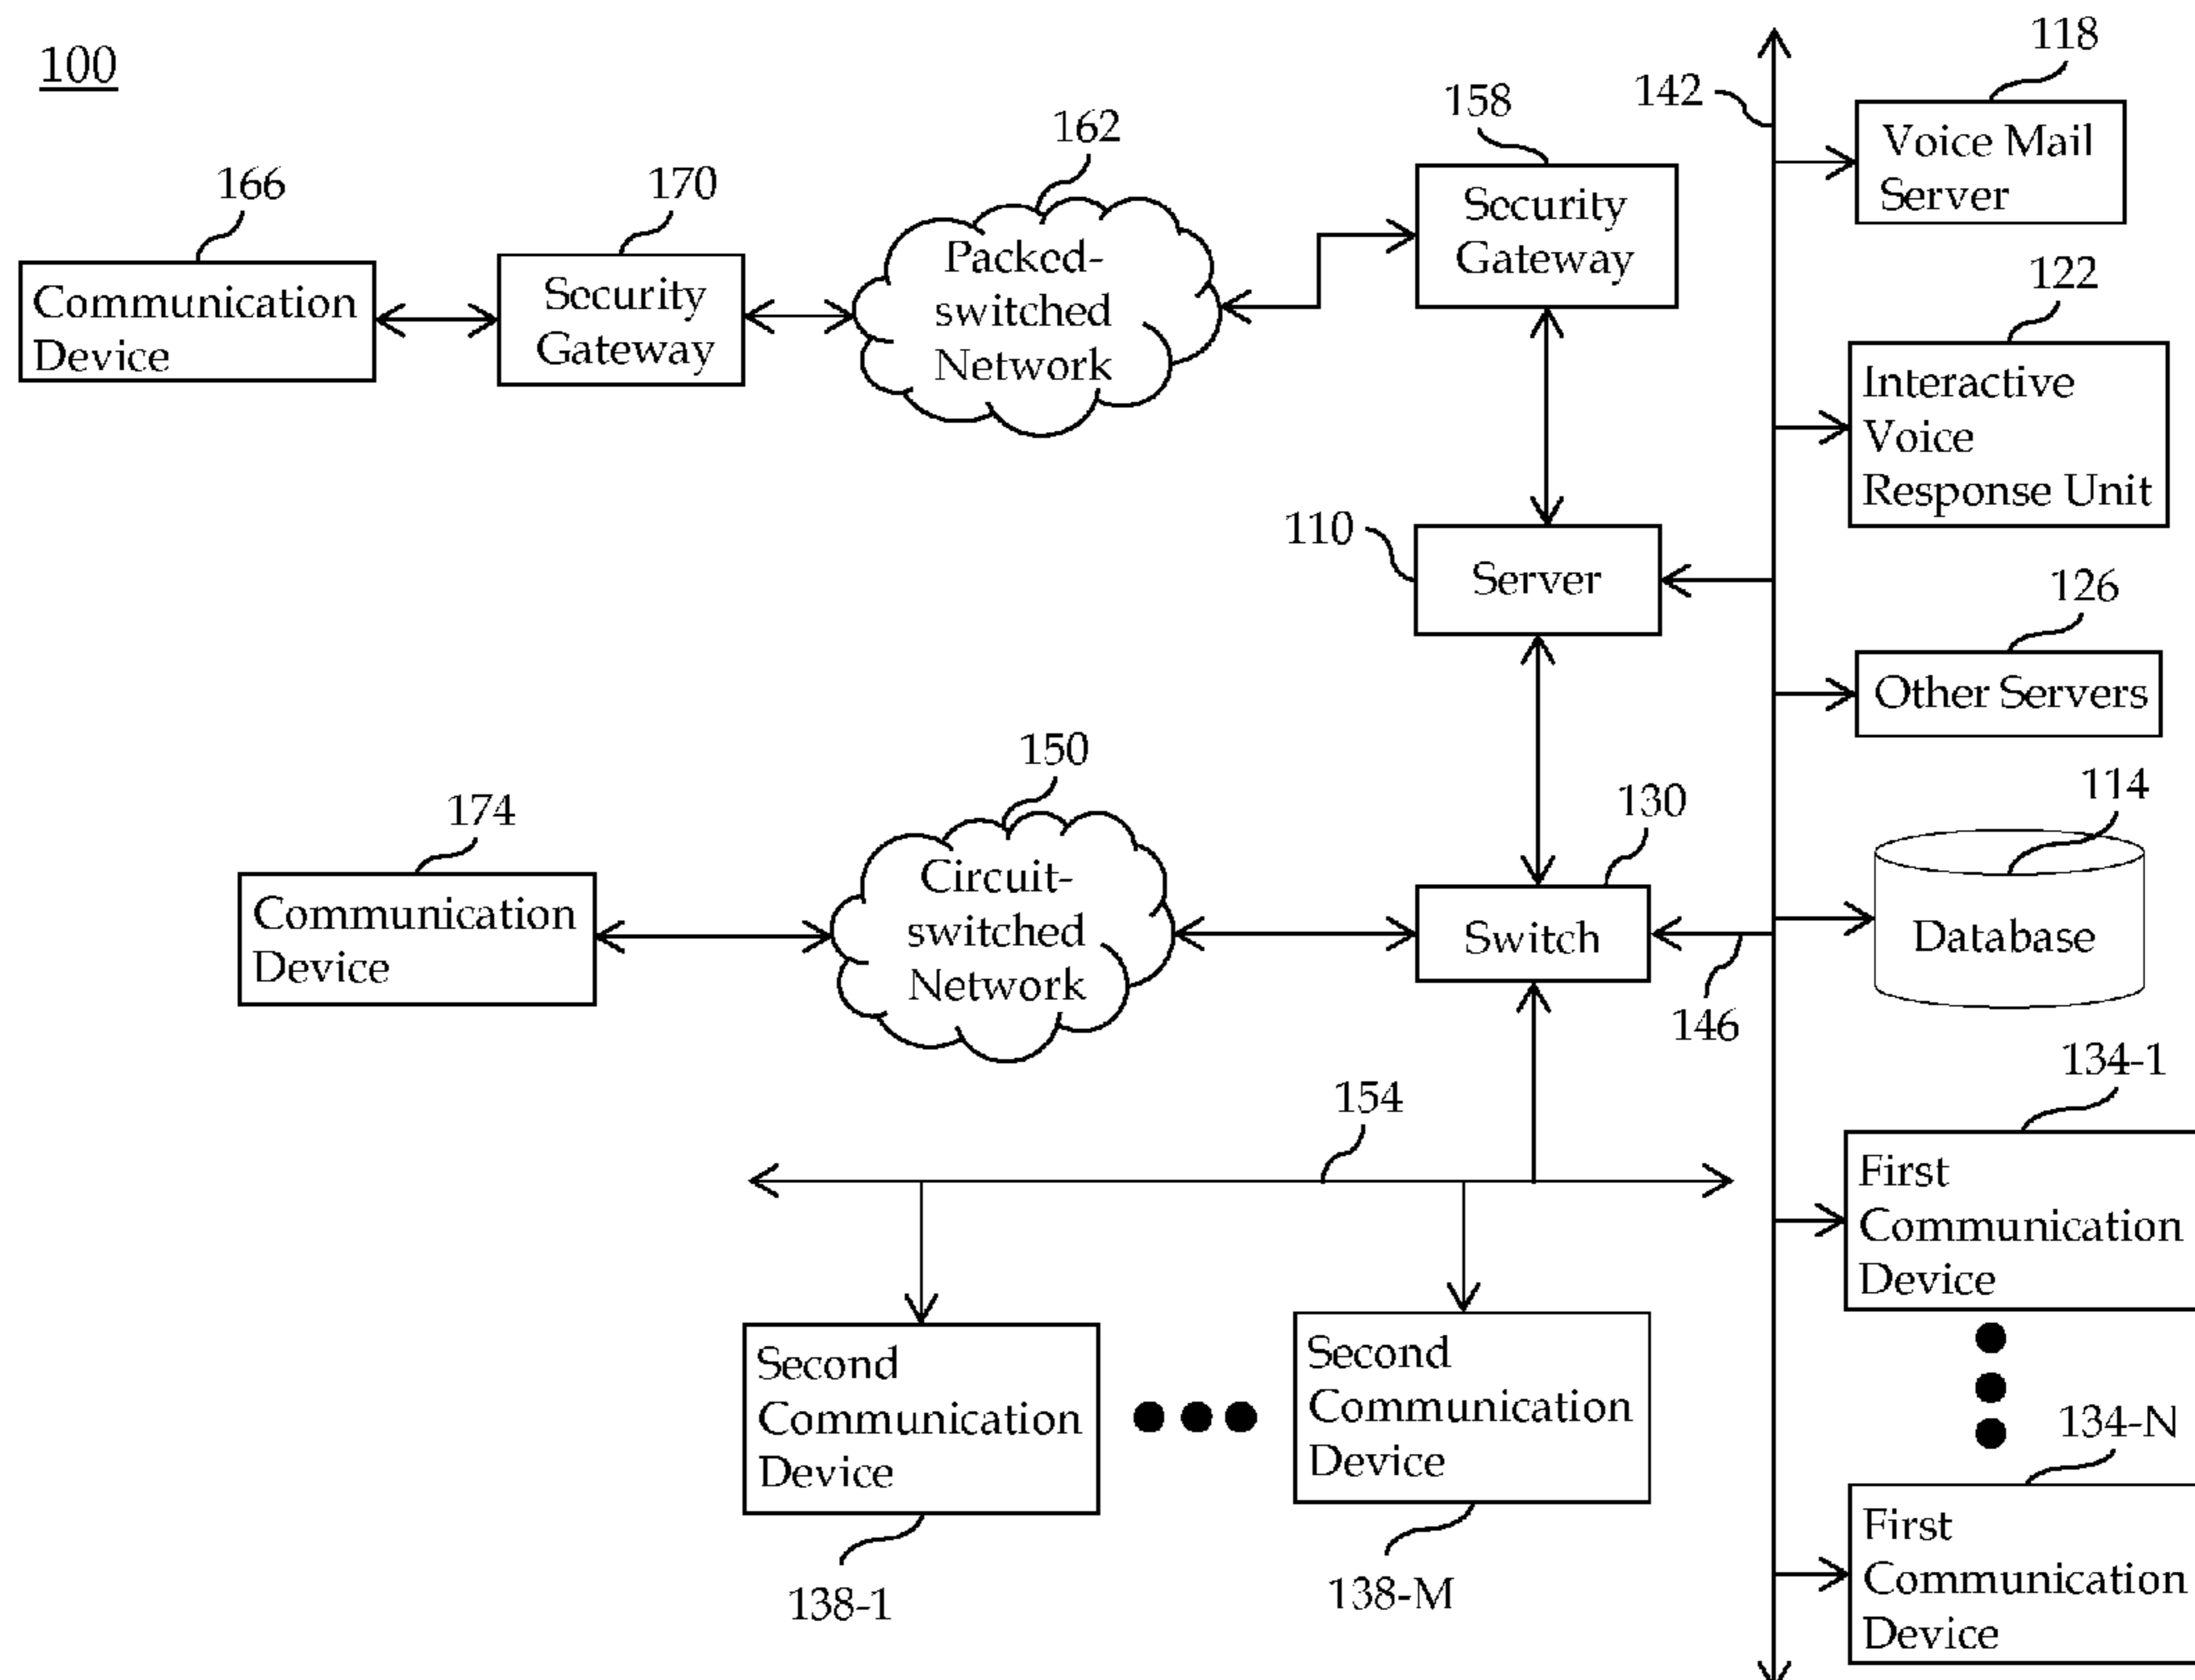 100
118
142
158
162
Voice Mail
Server
166
170
Security
Gateway
Packed-
switched
Network
122
Communication
Device
Security
Gateway
Interactive
Voice
Response Unit
110
Server
126
Other Servers
150
114
174
130
Circuit-
switched
Network
Communication
Device
Switch
Database
146
134-1
154
First
Communication
Device
Second
Communication
Device
Second
Communication
Device
134-N
138-1
138-M
First
Communication
Device